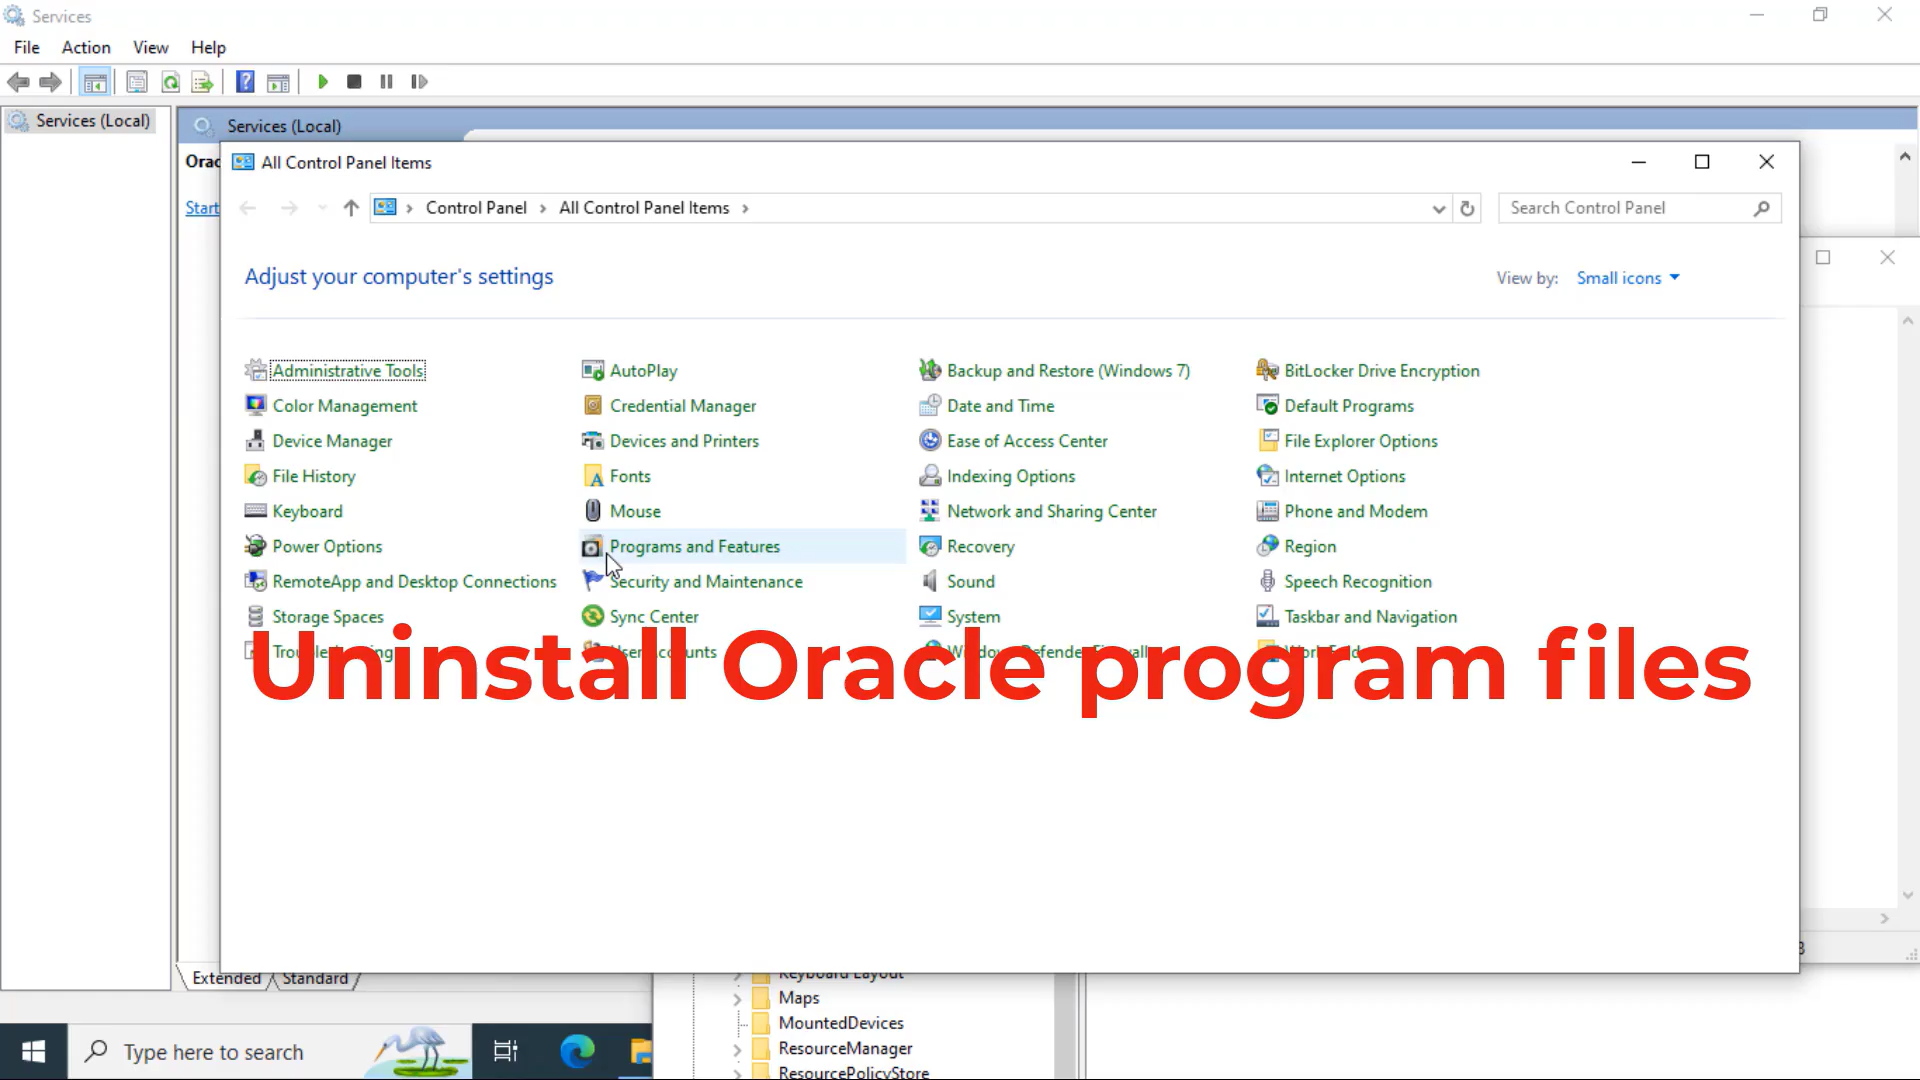 Services
File Action View Help
Services (Local)
Services (Local)
Start
All Control Panel Items
Control Panel All Control Panel Items
Search Control Panel
Adjust your computer's settings
View by: Small icons
Administrative Tools
AutoPlay
Backup and Restore (Windows 7)
BitLocker Drive Encryption
Color Management
Credential Manager
Date and Time
Default Programs
Device Manager
Devices and Printers
Ease of Access Center
File Explorer Options
File History
Fonts
Indexing Options
Internet Options
Keyboard
Mouse
Network and Sharing Center
Phone and Modem
Power Options
Programs and Features
Recovery
Region
RemoteApp and Desktop Connections
Security and Maintenance
Sound
Speech Recognition
Storage Spaces
Sync Center
System
Taskbar and Navigation
Uninstall Oracle program files
Extended Standard
Keyboard Layout
Maps
MountedDevices
ResourceManager
ResourcePolicyStore
Type here to search